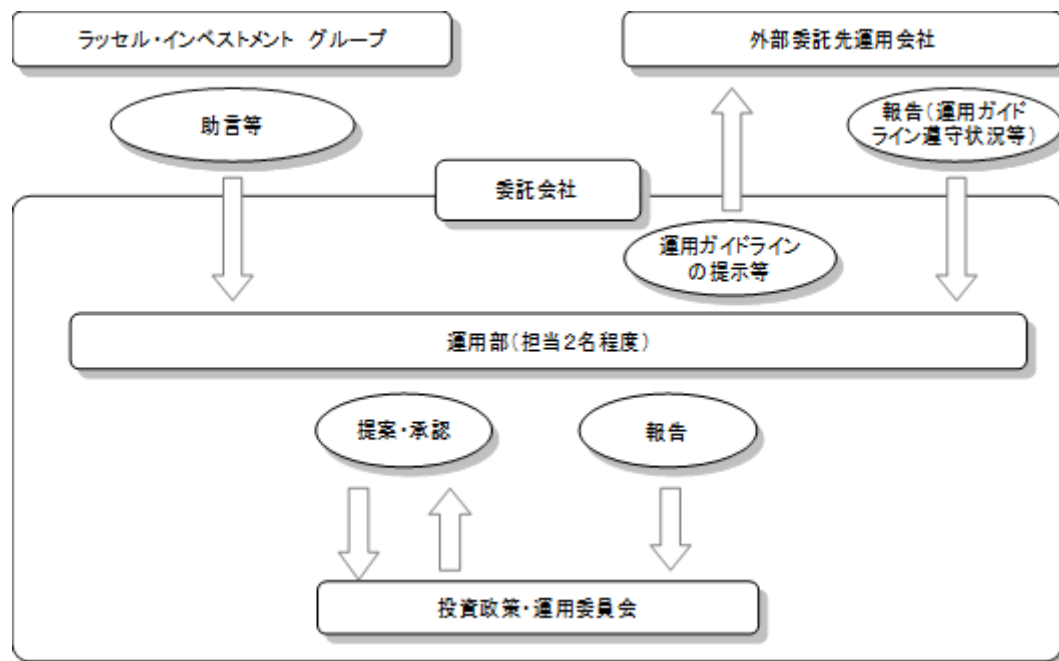 ラッセル・インベストメント グループ
外部委託先運用会社
助言等
報告(運用ガイド
ライン遵守状況等)
委託会社
運用ガイドライン
の提示等
運用部(担当2名程度)
提案・承認
報告
投資政策・運用委員会